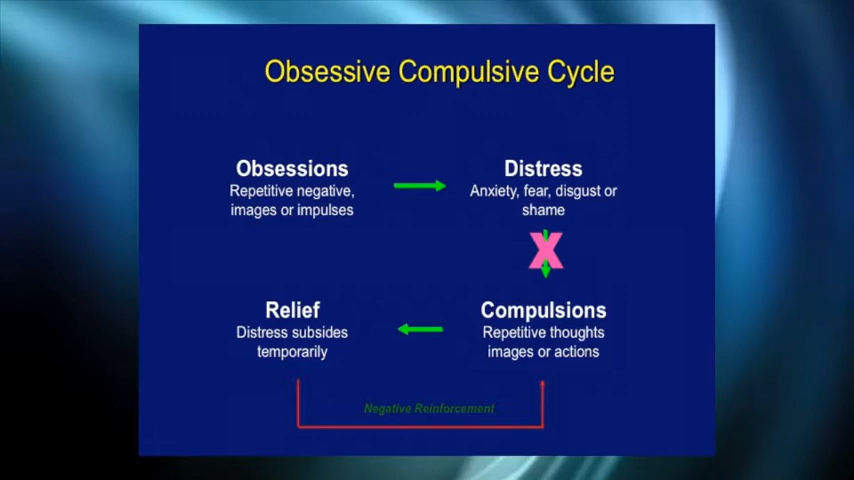 Obsessive Compulsive Cycle
Obsessions
Repetitive negative,
images or impulses
Distress
Anxiety, fear, disgust or
shame
X
Relief
Distress subsides
temporarily
Compulsions
Repetitive thoughts
images or actions
Negative Reinforcement